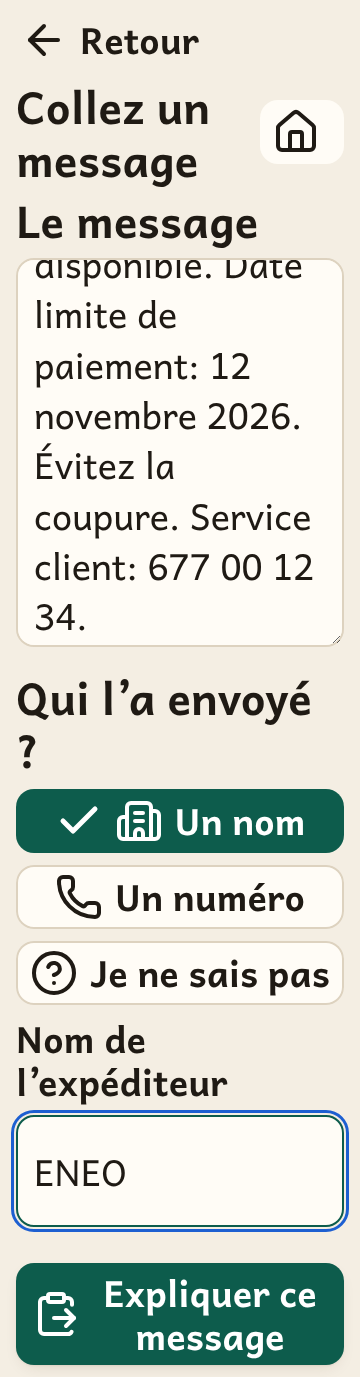 Retour
Collez un
message
Le message
disponible. Date
limite de
paiement: 12
novembre 2026.
Évitez la
coupure. Service
client: 677 00 12
34.
Qui l’a envoyé
?
Un nom
Un numéro
Je ne sais pas
Nom de
l’expéditeur
ENEO
Expliquer ce
message